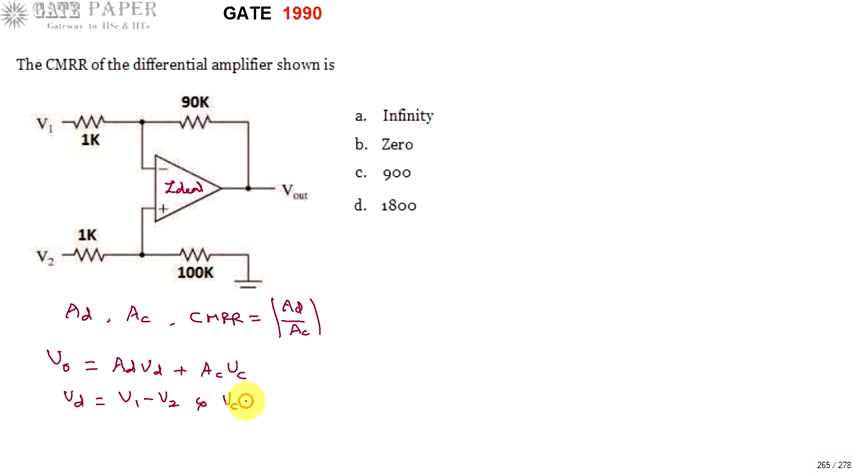 GATE PAPER
Gateway to IISc & IITs
GATE 1990
The CMRR of the differential amplifier shown is
90K
V1
1K
a. Infinity
b. Zero
c. 900
d. 1800
Ideal
−
+
Vout
1K
V2
100K
Ad , Ac . CMRR = |Ad/Ac|
Vo = AdVd + AcVc
Vd = V1 − V2 & Vc
265 / 278